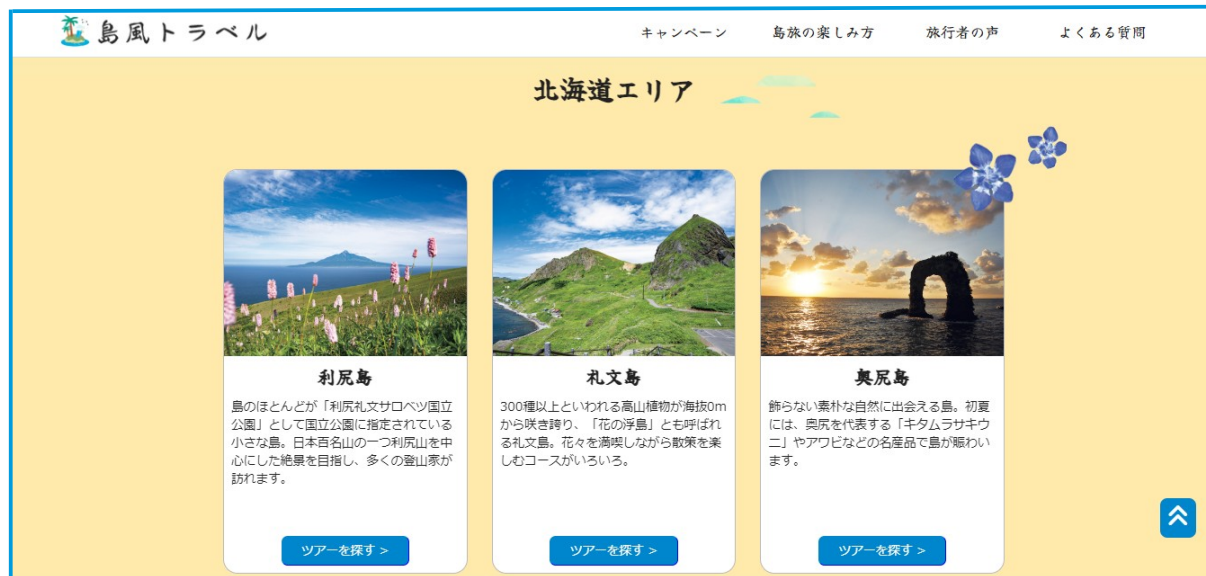 島風トラベル
キャンペーン
島旅の楽しみ方
旅行者の声
よくある質問
北海道エリア
利尻島
島のほとんどが「利尻礼文サロベツ国立
公園」として国立公園に指定されている
小さな島。日本百名山の一つ利尻山を中
心にした絶景を目指し、多くの登山家が
訪れます。
ツアーを探す >
礼文島
300種以上といわれる高山植物が海抜0m
から咲き誇り、「花の浮島」とも呼ばれ
る礼文島。花々を満喫しながら散策を楽
しむコースがいろいろ。
ツアーを探す >
奥尻島
飾らない素朴な自然に出会える島。初夏
には、奥尻を代表する「キタムラサキウ
ニ」やアワビなどの名産品で島が賑わい
ます。
ツアーを探す >